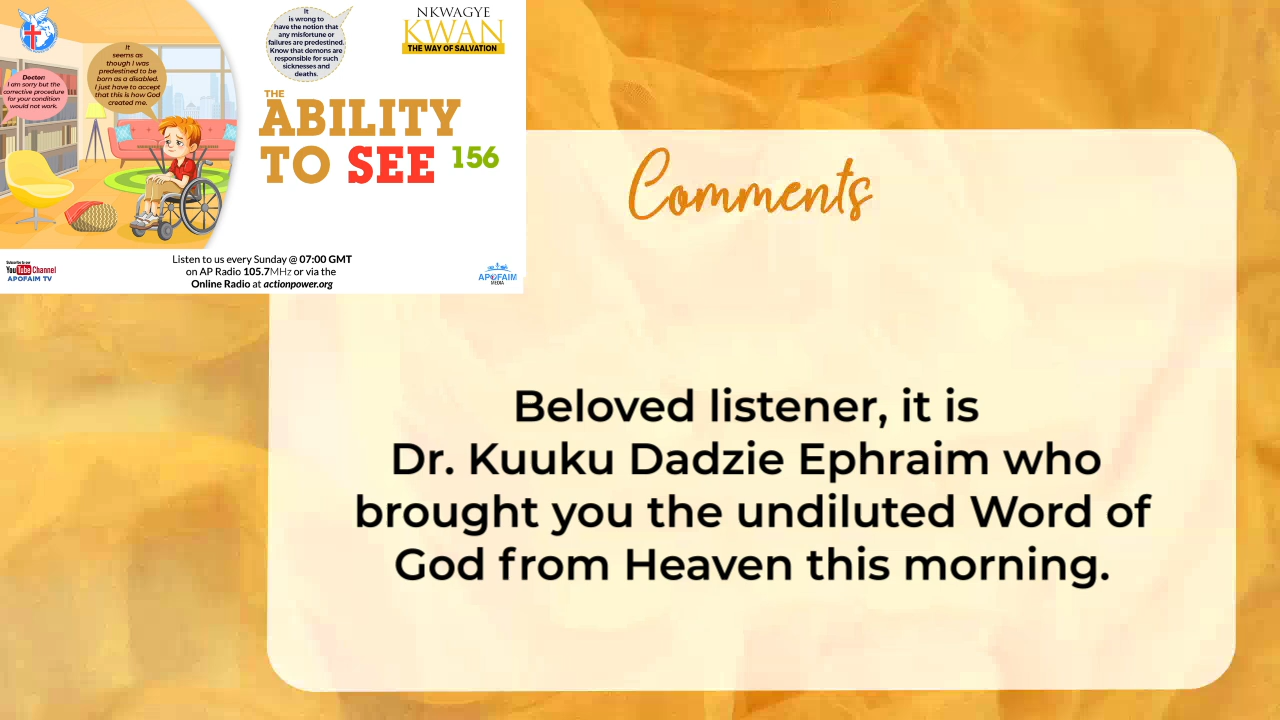 Doctor:
I am sorry but the
corrective procedure
for your condition
would not work.
It
seems as
though I was
predestined to be
born as a disabled.
I just have to accept
that this is how God
created me.
It
is wrong to
have the notion that
any misfortune or
failures are predestined.
Know that demons are
responsible for such
sicknesses and
deaths.
NKWAGYE
KWAN
THE WAY OF SALVATION
THE
ABILITY
TO SEE 156
Subscribe to our
YouTube Channel
APOFAIM TV
Listen to us every Sunday @ 07:00 GMT
on AP Radio 105.7MHz or via the
Online Radio at actionpower.org
APOFAIM
MEDIA
Comments
Beloved listener, it is
Dr. Kuuku Dadzie Ephraim who
brought you the undiluted Word of
God from Heaven this morning.